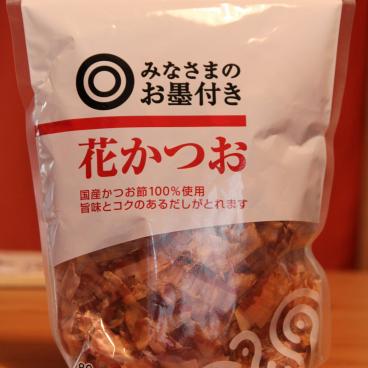 みなさまの
お墨付き
花かつお
国産かつお節100%使用
旨味とコクのあるだしがとれます